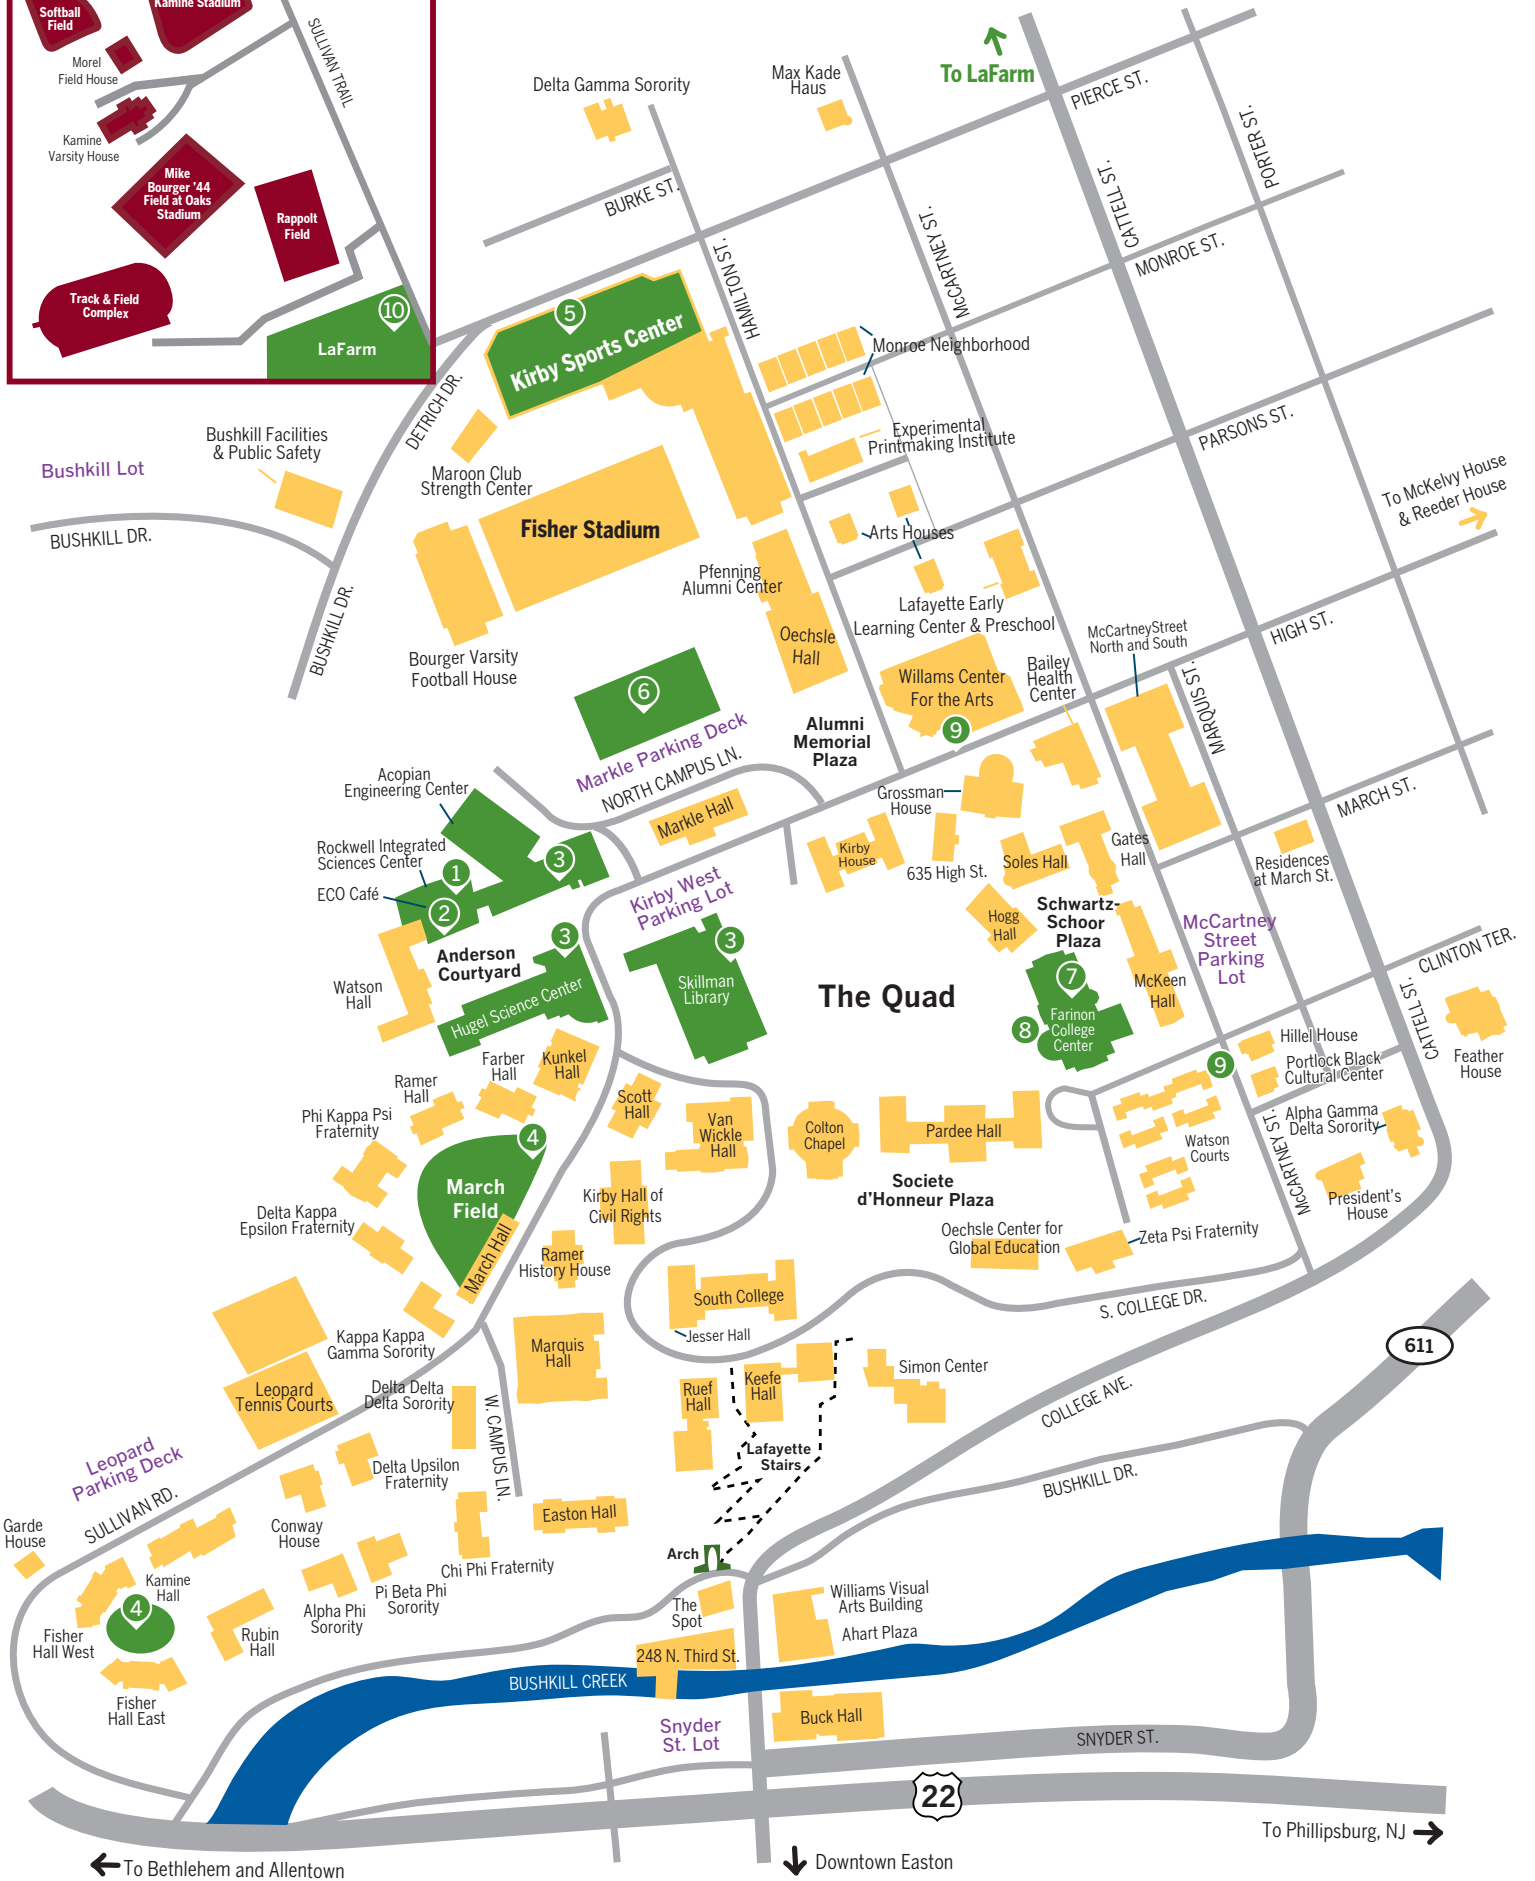 Softball
Field
Kamine Stadium
Morel
Field House
Kamine
Varsity House
Mike
Bourger '44
Field at Oaks
Stadium
Rappolt
Field
Track & Field
Complex
10
LaFarm
SULLIVAN TRAIL
Delta Gamma Sorority
Max Kade
Haus
To LaFarm
PIERCE ST.
PORTER ST.
CATTELL ST.
BURKE ST.
HAMILTON ST.
MCCARTNEY ST.
MONROE ST.
5
Kirby Sports Center
Monroe Neighborhood
DETRICH DR.
Experimental
Printmaking Institute
PARSONS ST.
Bushkill Facilities
& Public Safety
Bushkill Lot
BUSHKILL DR.
Maroon Club
Strength Center
Fisher Stadium
To McKelvy House
& Reeder House
Arts Houses
Pfenning
Alumni Center
BUSHKILL DR.
Lafayette Early
Learning Center & Preschool
Oechsle
Hall
McCartneyStreet
North and South
HIGH ST.
Bourger Varsity
Football House
Bailey
Health
Center
Willams Center
For the Arts
9
MARQUIS ST.
6
Markle Parking Deck
Alumni
Memorial
Plaza
NORTH CAMPUS LN.
Acopian
Engineering Center
Markle Hall
Grossman
House
MARCH ST.
Rockwell Integrated
Sciences Center
1
3
ECO Café
2
Kirby
House
635 High St.
Soles Hall
Gates
Hall
Residences
at March St.
Kirby West
Parking Lot
Hogg
Hall
Schwartz-
Schoor
Plaza
McCartney
Street
Parking
Lot
CLINTON TER.
3
Anderson
Courtyard
3
Skillman
Library
The Quad
Watson
Hall
Hugel Science Center
7
8
Farinon
College
Center
McKeen
Hall
CATTELL ST.
Feather
House
Hillel House
Portlock Black
Cultural Center
9
Farber
Hall
Kunkel
Hall
Ramer
Hall
Scott
Hall
Phi Kappa Psi
Fraternity
4
Van
Wickle
Hall
Colton
Chapel
Pardee Hall
Watson
Courts
Alpha Gamma
Delta Sorority
MCCARTNEY ST.
March
Field
Kirby Hall of
Civil Rights
Societe
d'Honneur Plaza
President's
House
Delta Kappa
Epsilon Fraternity
March Hall
Ramer
History House
Oechsle Center for
Global Education
Zeta Psi Fraternity
South College
S. COLLEGE DR.
Kappa Kappa
Gamma Sorority
Jesser Hall
Marquis
Hall
611
Leopard
Tennis Courts
Delta Delta
Delta Sorority
W. CAMPUS LN.
Ruef
Hall
Keefe
Hall
Simon Center
COLLEGE AVE.
Leopard
Parking Deck
Lafayette
Stairs
Delta Upsilon
Fraternity
BUSHKILL DR.
SULLIVAN RD.
Garde
House
Conway
House
Easton Hall
Chi Phi Fraternity
Arch
Kamine
Hall
4
Pi Beta Phi
Sorority
Alpha Phi
Sorority
The
Spot
Williams Visual
Arts Building
Ahart Plaza
Fisher
Hall West
Rubin
Hall
248 N. Third St.
BUSHKILL CREEK
Fisher
Hall East
Snyder
St. Lot
Buck Hall
SNYDER ST.
22
To Bethlehem and Allentown
Downtown Easton
To Phillipsburg, NJ